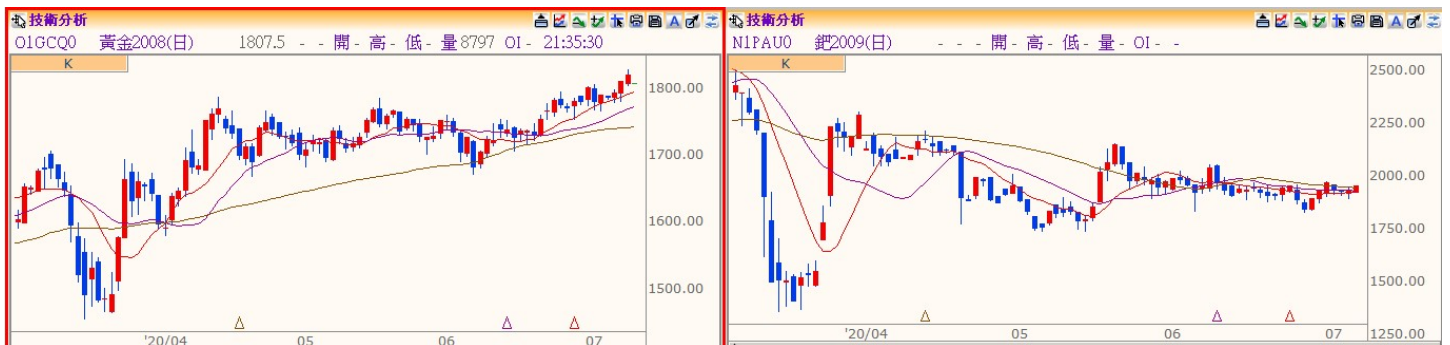 技術分析
O1GCQ0 黃金2008(日) 1807.5 - - 開 - 高 - 低 - 量 8797 OI - 21:35:30
K
1800.00
1700.00
1600.00
1500.00
'20/04 05 06 07
技術分析
N1PAU0 鈀2009(日) - - - 開 - 高 - 低 - 量 - OI - -
K
2500.00
2250.00
2000.00
1750.00
1500.00
1250.00
'20/04 05 06 07